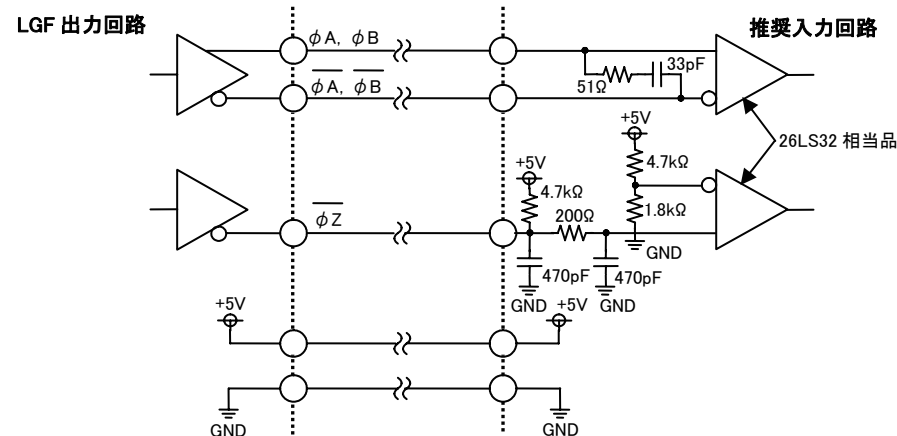 LGF 出力回路
推奨入力回路
φA, φB
φA, φB
33pF
51Ω
26LS32 相当品
+5V
4.7kΩ
1.8kΩ
GND
+5V
4.7kΩ
200Ω
φZ
470pF
470pF
GND
GND
+5V
+5V
GND
GND